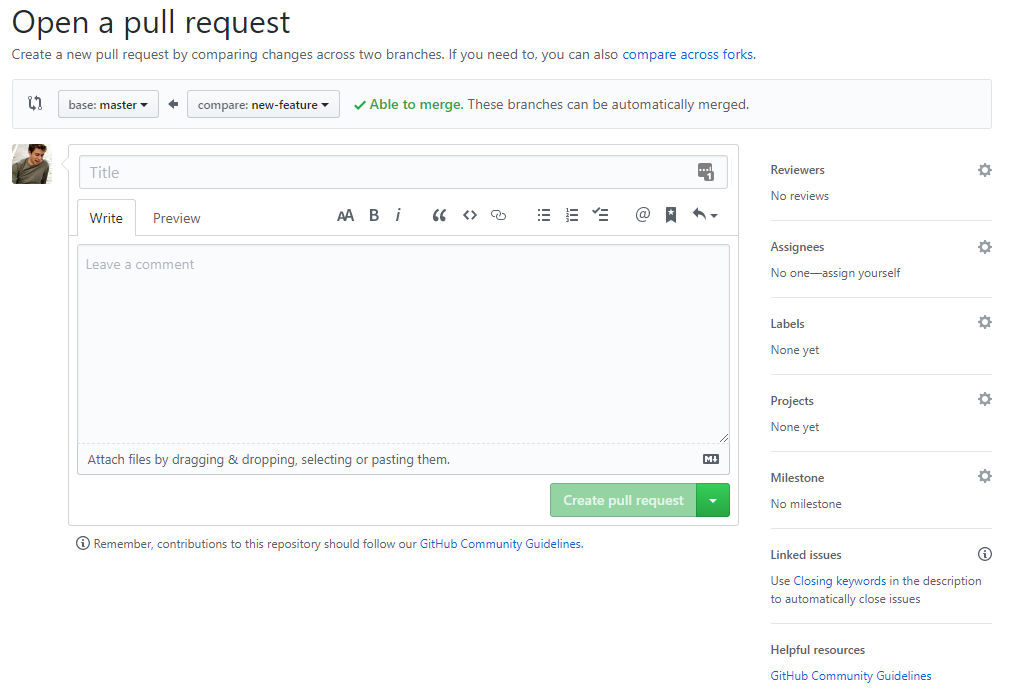 Open a pull request
Create a new pull request by comparing changes across two branches. If you need to, you can also compare across forks.
base: master compare: new-feature Able to merge. These branches can be automatically merged.
Title
1
Write Preview AA B i
Leave a comment
Attach files by dragging & dropping, selecting or pasting them.
Create pull request
Remember, contributions to this repository should follow our GitHub Community Guidelines.
Reviewers
No reviews
Assignees
No one—assign yourself
Labels
None yet
Projects
None yet
Milestone
No milestone
Linked issues
Use Closing keywords in the description
to automatically close issues
Helpful resources
GitHub Community Guidelines